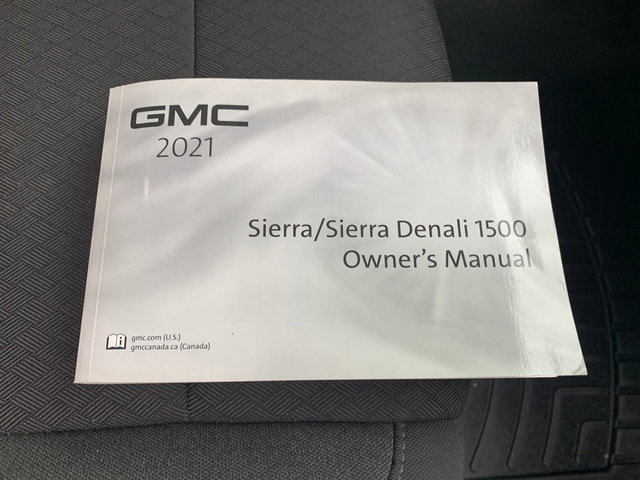 GMC
2021
Sierra/Sierra Denali 1500
Owner's Manual
gmc.com (U.S.)
gmccanada.ca (Canada)